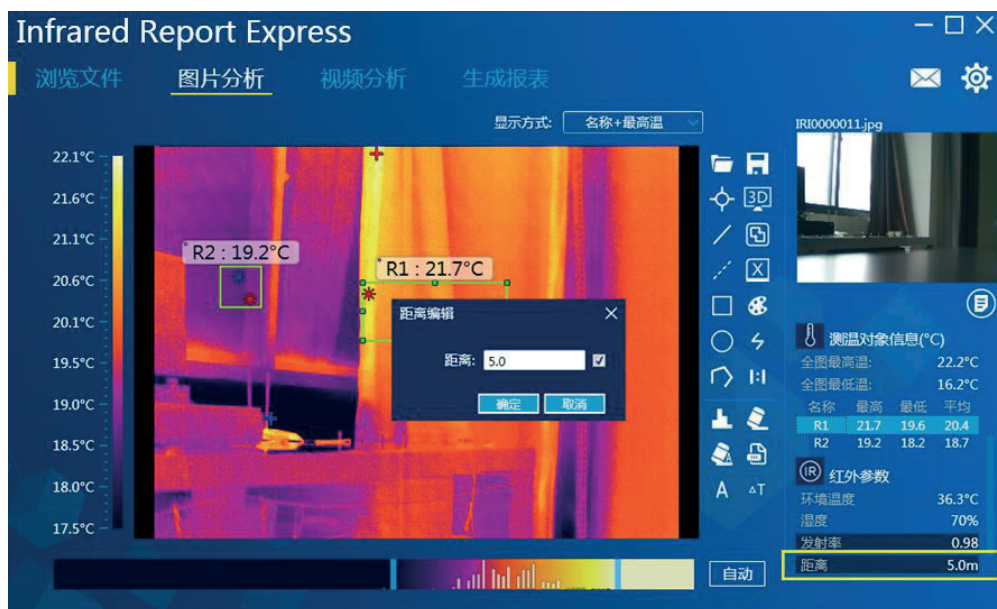 Infrared Report Express
浏览文件 图片分析 视频分析 生成报表
显示方式: 名称+最高温
IRI0000011.jpg
22.1°C
21.6°C
21.1°C
20.6°C
20.1°C
19.5°C
19.0°C
18.5°C
18.0°C
17.5°C
R2 : 19.2°C
R1 : 21.7°C
距离编辑
距离: 5.0
确定 取消
3D
1:1
A
A ΔT
自动
测温对象信息(°C)
全图最高温: 22.2°C
全图最低温: 16.2°C
名称 最高 最低 平均
R1 21.7 19.6 20.4
R2 19.2 18.2 18.7
IR 红外参数
环境温度 36.3°C
湿度 70%
发射率 0.98
距离 5.0m